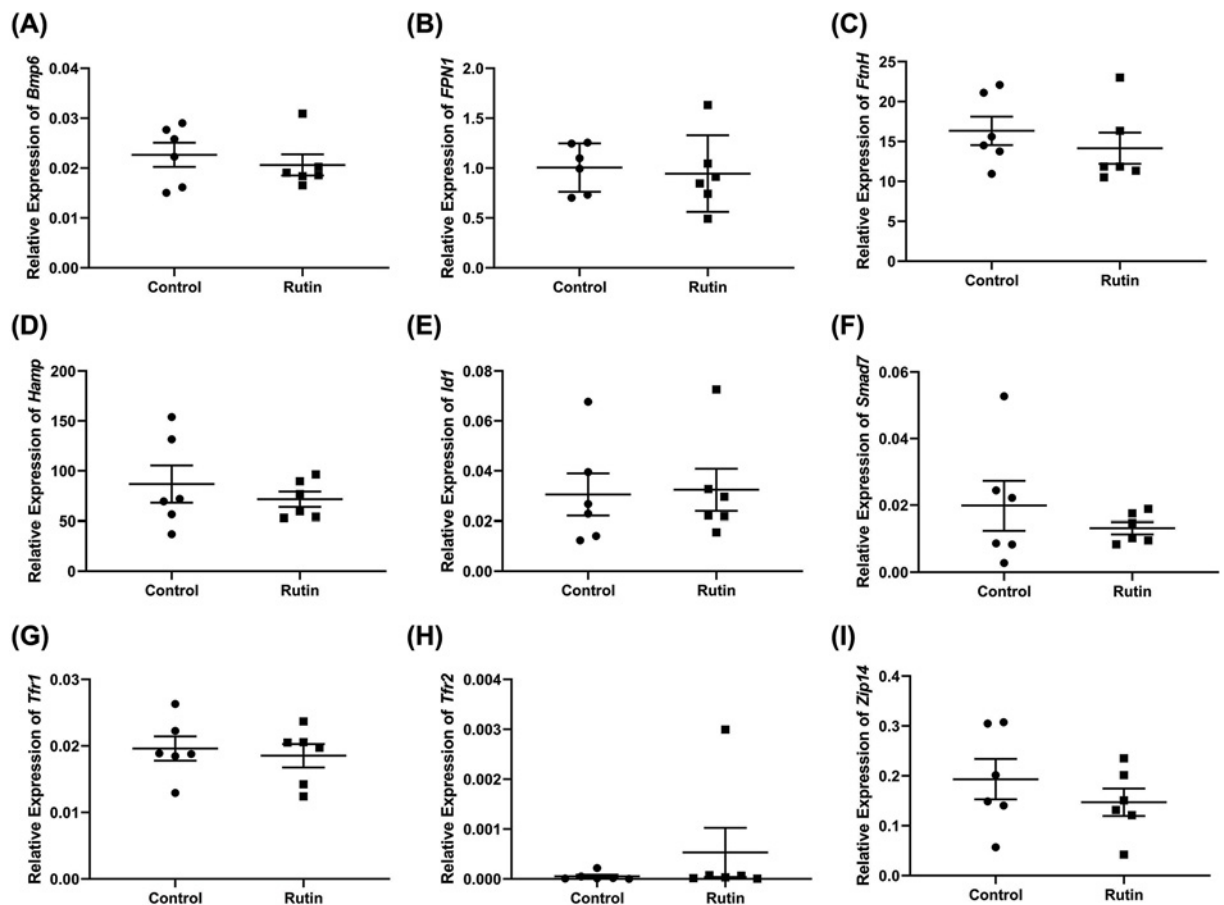 (A)
Relative Expression of Bmp6
0.04
0.03
0.02
0.01
0.00
Control Rutin
(B)
Relative Expression of FPN1
2.0
1.5
1.0
0.5
0.0
Control Rutin
(C)
Relative Expression of FtnH
25
20
15
10
5
0
Control Rutin
(D)
Relative Expression of Hamp
200
150
100
50
0
Control Rutin
(E)
Relative Expression of Id1
0.08
0.06
0.04
0.02
0.00
Control Rutin
(F)
Relative Expression of Smad7
0.06
0.04
0.02
0.00
Control Rutin
(G)
Relative Expression of Tfr1
0.03
0.02
0.01
0.00
Control Rutin
(H)
Relative Expression of Tfr2
0.004
0.003
0.002
0.001
0.000
Control Rutin
(I)
Relative Expression of Zip14
0.4
0.3
0.2
0.1
0.0
Control Rutin